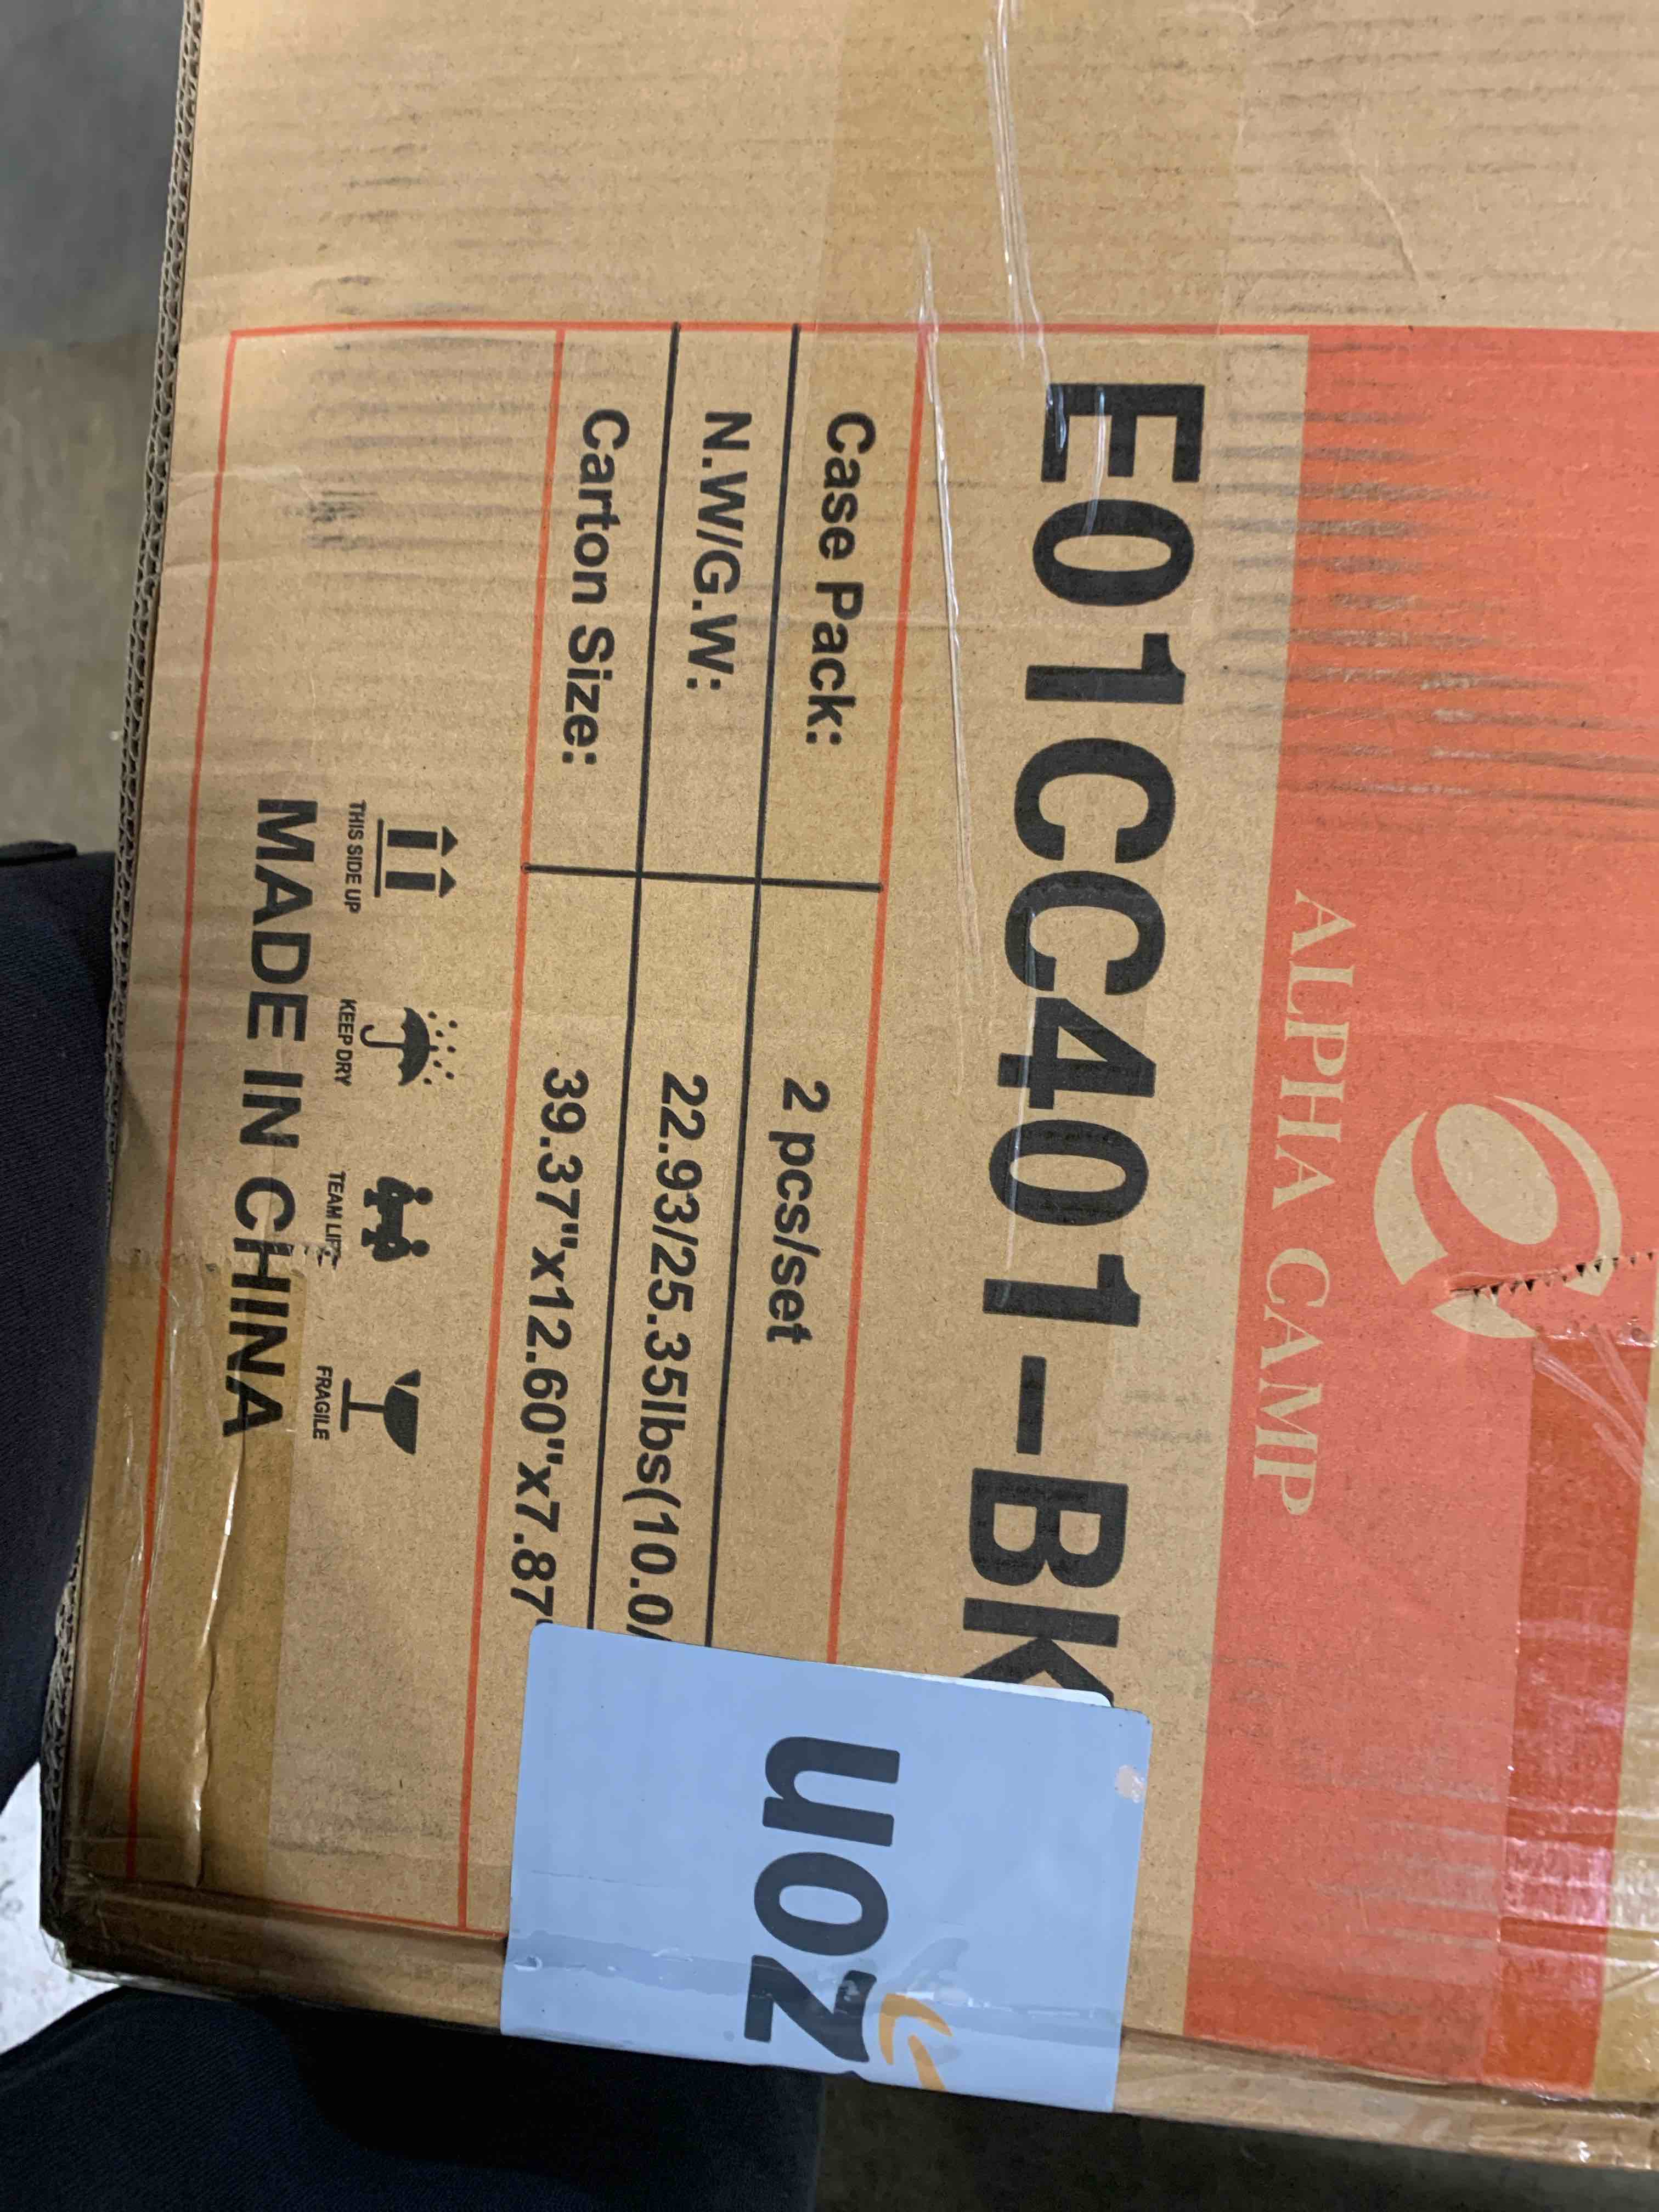 ALPHA CAMP
E01CC401-BK
Case Pack: 2 pcs/set
N.W/G.W: 22.93/25.35lbs(10.0/
Carton Size: 39.37"x12.60"x7.87"
THIS SIDE UP KEEP DRY TEAM LIFT FRAGILE
MADE IN CHINA
uoz